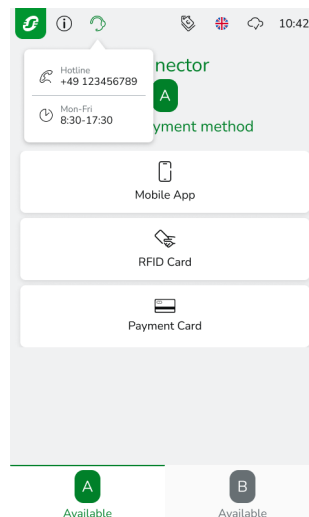 10:42
Hotline
+49 123456789
Mon-Fri
8:30-17:30
nector
A
yment method
Mobile App
RFID Card
Payment Card
A
B
Available
Available